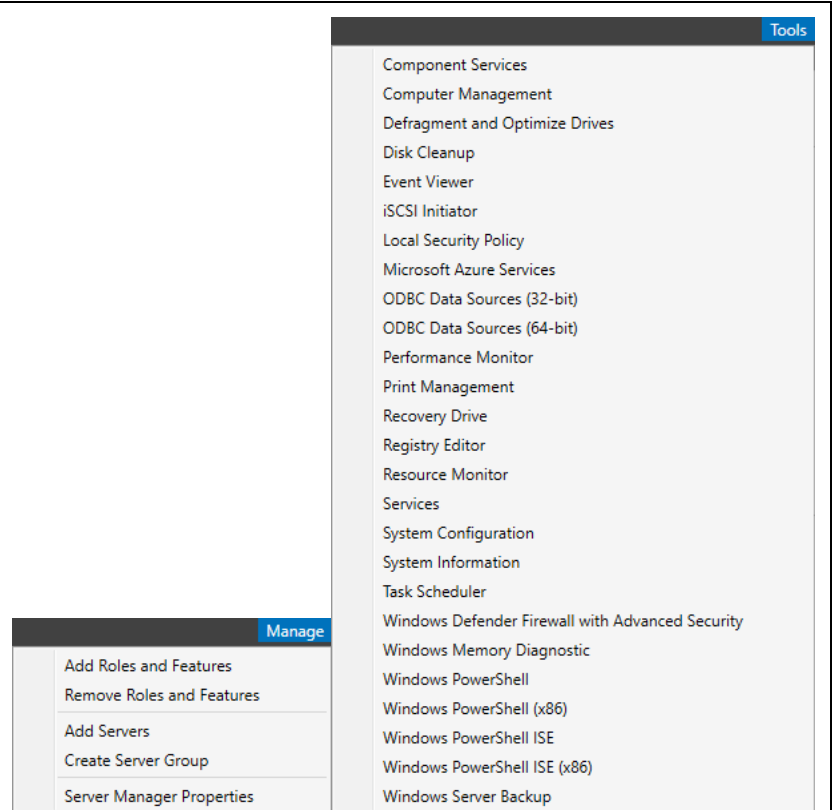 Tools
Component Services
Computer Management
Defragment and Optimize Drives
Disk Cleanup
Event Viewer
iSCSI Initiator
Local Security Policy
Microsoft Azure Services
ODBC Data Sources (32-bit)
ODBC Data Sources (64-bit)
Performance Monitor
Print Management
Recovery Drive
Registry Editor
Resource Monitor
Services
System Configuration
System Information
Task Scheduler
Windows Defender Firewall with Advanced Security
Windows Memory Diagnostic
Windows PowerShell
Windows PowerShell (x86)
Windows PowerShell ISE
Windows PowerShell ISE (x86)
Windows Server Backup
Manage
Add Roles and Features
Remove Roles and Features
Add Servers
Create Server Group
Server Manager Properties